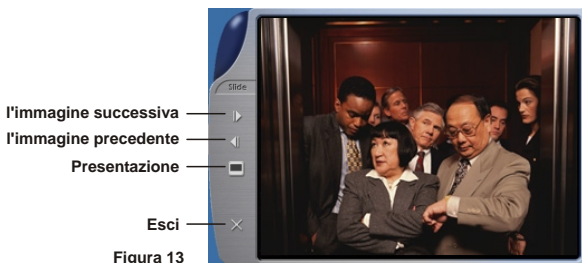 Slide
l'immagine successiva
l'immagine precedente
Presentazione
Esci
Figura 13